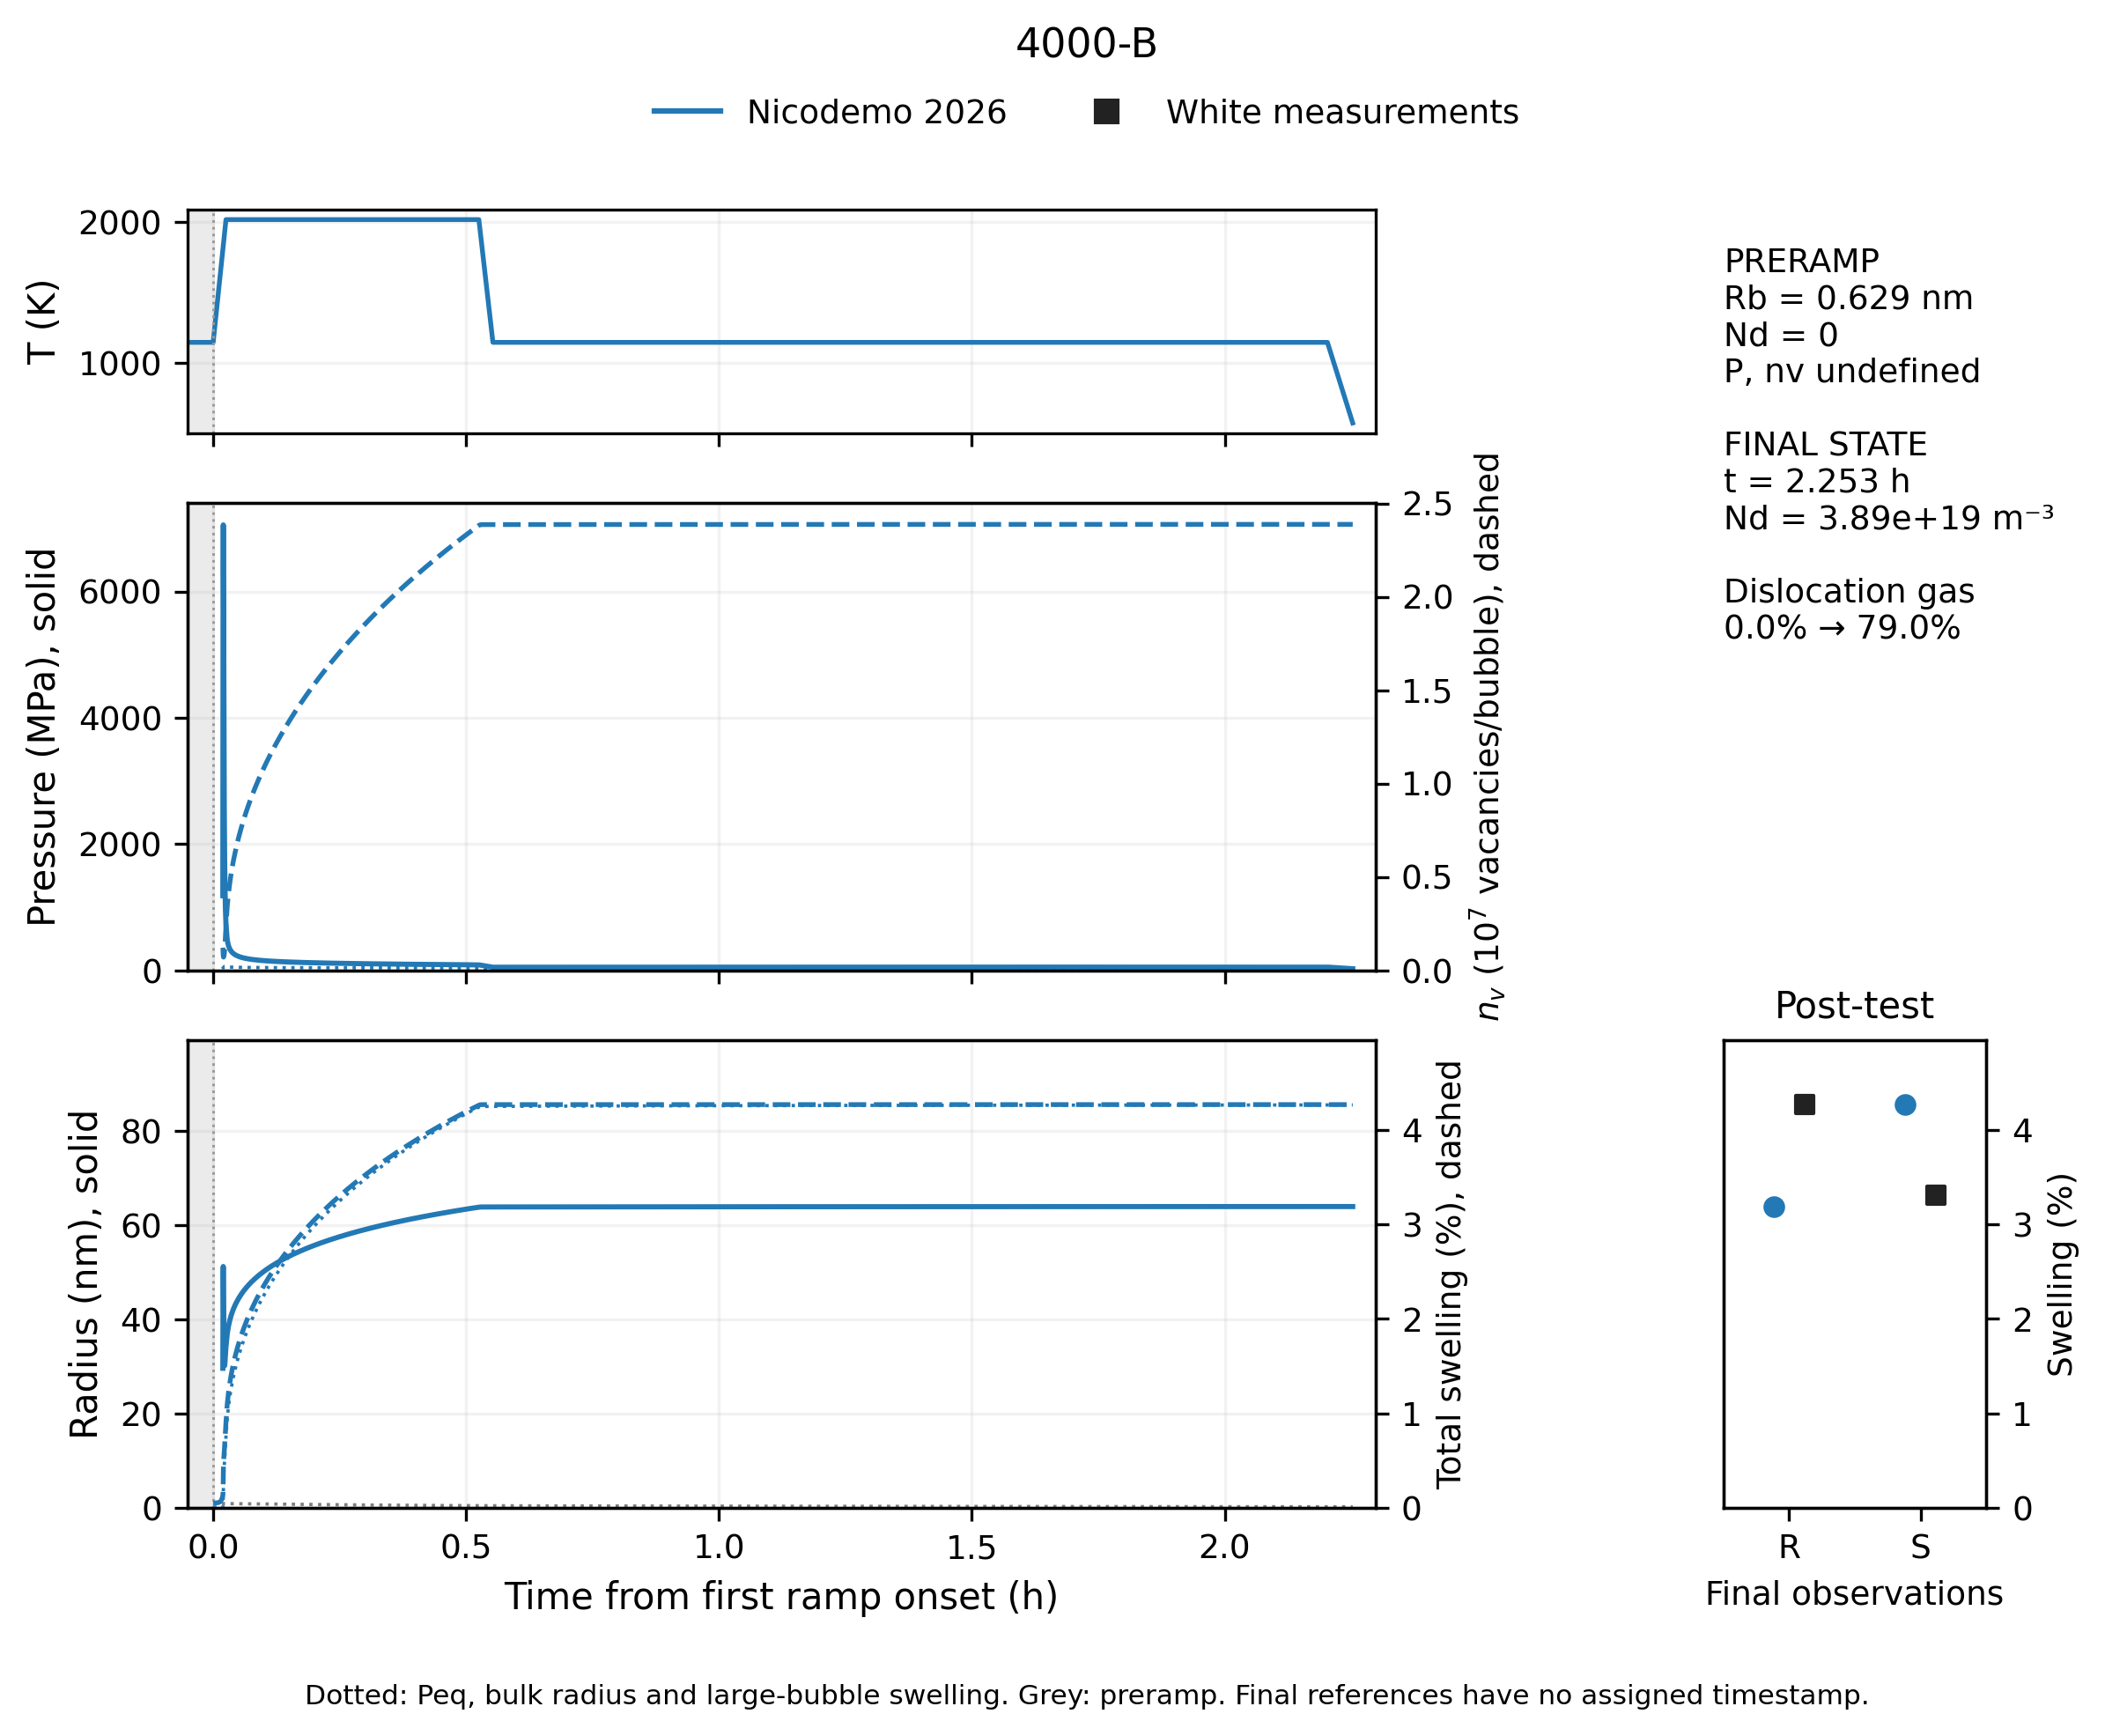 4000-B
Nicodemo 2026
White measurements
2000
1000
T (K)
PRERAMP
Rb = 0.629 nm
Nd = 0
P, nv undefined
FINAL STATE
t = 2.253 h
Nd = 3.89e+19 m⁻³
Dislocation gas
0.0% → 79.0%
6000
4000
2000
0
Pressure (MPa), solid
2.5
2.0
1.5
1.0
0.5
0.0
nᵥ (10⁷ vacancies/bubble), dashed
80
60
40
20
0
Radius (nm), solid
4
3
2
1
0
Total swelling (%), dashed
0.0 0.5 1.0 1.5 2.0
Time from first ramp onset (h)
Post-test
4
3
2
1
0
Swelling (%)
R S
Final observations
Dotted: Peq, bulk radius and large-bubble swelling. Grey: preramp. Final references have no assigned timestamp.